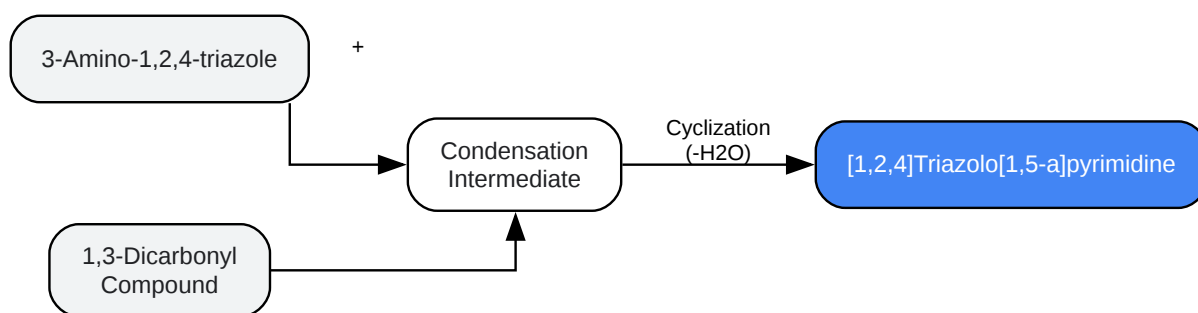 3-Amino-1,2,4-triazole
+
Condensation
Intermediate
Cyclization
(-H2O)
[1,2,4]Triazolo[1,5-a]pyrimidine
1,3-Dicarbonyl
Compound